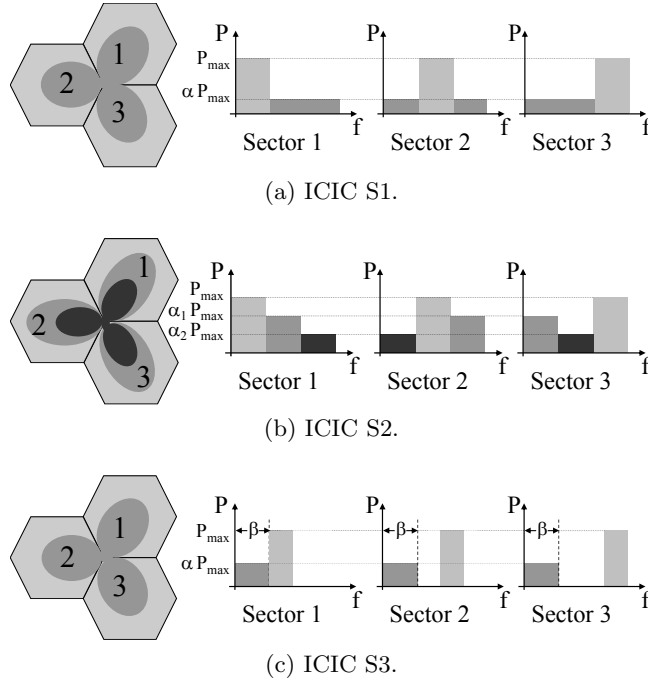 1
2
3
P
P
P
P_max
α P_max
f
f
f
Sector 1
Sector 2
Sector 3
(a) ICIC S1.
1
2
3
P
P
P
P_max
α₁ P_max
α₂ P_max
f
f
f
Sector 1
Sector 2
Sector 3
(b) ICIC S2.
1
2
3
P
P
P
β
β
β
P_max
α P_max
f
f
f
Sector 1
Sector 2
Sector 3
(c) ICIC S3.